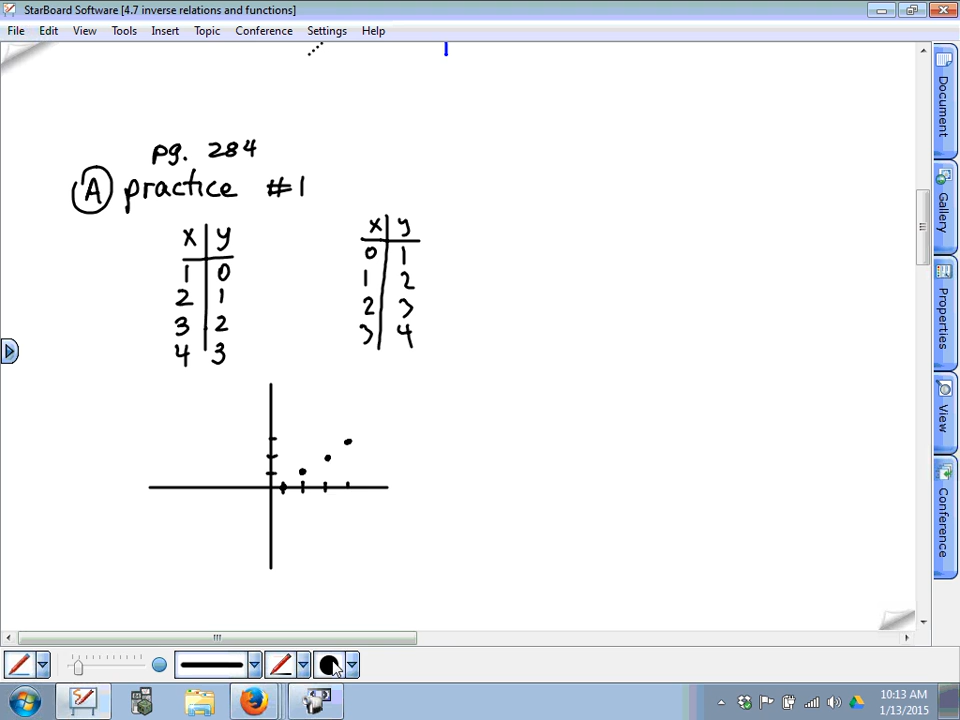 StarBoard Software [4.7 inverse relations and functions]
File Edit View Tools Insert Topic Conference Settings Help
pg. 284
A practice #1
x y
1 0
2 1
3 2
4 3
x y
0 1
1 2
2 3
3 4
Document
Gallery
Properties
View
Conference
10:13 AM
1/13/2015